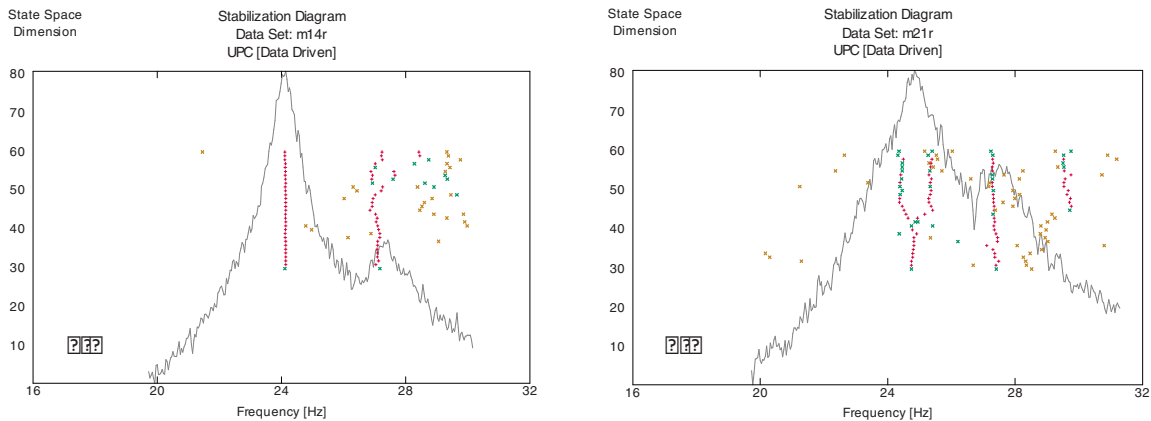 State Space
Dimension
Stabilization Diagram
Data Set: m14r
UPC [Data Driven]
80
70
60
50
40
30
20
10
16
20
24
28
32
Frequency [Hz]
State Space
Dimension
Stabilization Diagram
Data Set: m21r
UPC [Data Driven]
80
70
60
50
40
30
20
10
16
20
24
28
32
Frequency [Hz]